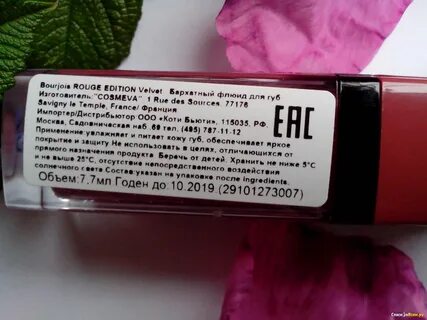 Bourjois ROUGE EDITION Velvet Бархатный флюид для губ
Изготовитель:"COSMEVA" 1 Rue des Sources, 77176
Savigny le Temple, France/ Франция
Импортер/Дистрибьютор ООО «Коти Бьюти», 115035, РФ,
Москва, Садовническая наб. 69 тел. (495) 787-11-12
Применение:увлажняет и питает кожу губ, обеспечивает яркое
покрытие и защиту Не использовать в целях, отличающихся от
прямого назначения продукта. Беречь от детей. Хранить не ниже 5°C
и не выше 25°C, отсутствие непосредственного воздействия
солнечного света.Состав:указан на упаковке после ingredients.
Объем:7,7мл Годен до:10.2019 (29101273007)
EAC